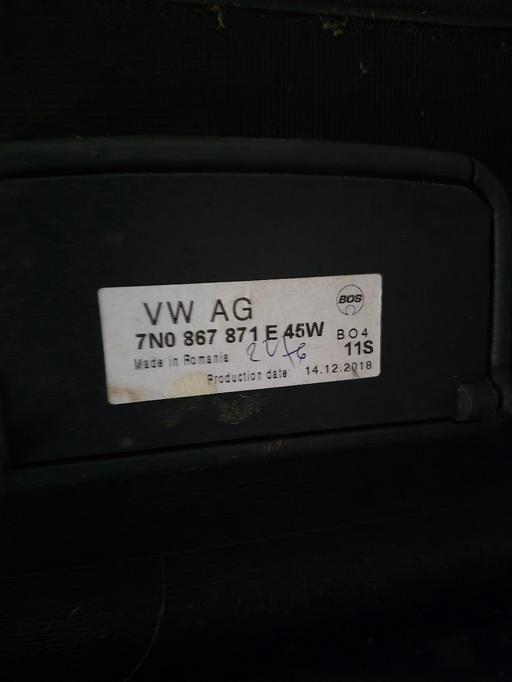 VW AG
BOS
7N0 867 871 E 45W BO4
Made in Romania 11S
Production date: 14.12.2018